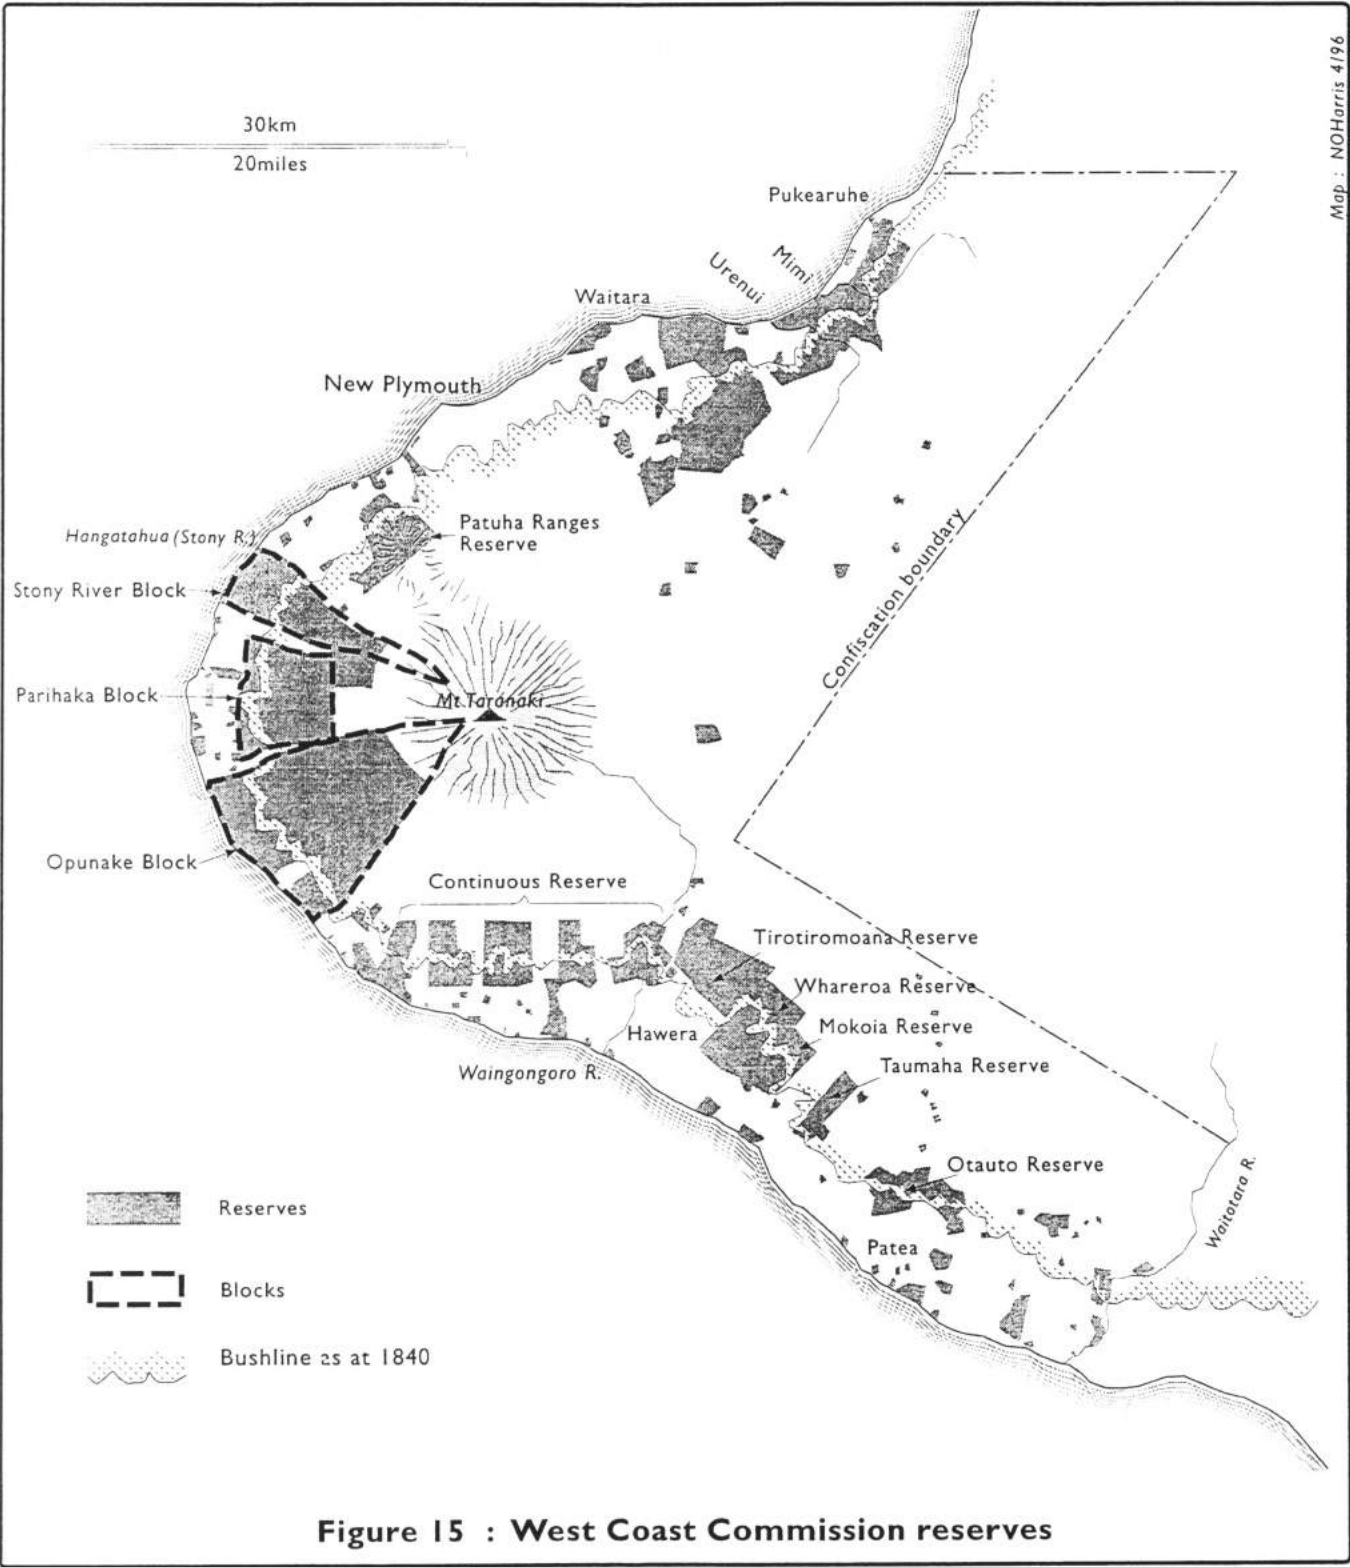 Map : NOHarris 4/96
30km
20miles
Pukearuhe
Mimi
Urenui
Waitara
New Plymouth
Patuha Ranges
Reserve
Hangatahua (Stony R.)
Stony River Block
Confiscation boundary
Parihaka Block
Mt Taranaki
Opunake Block
Continuous Reserve
Tirotiromoana Reserve
Whareroa Reserve
Hawera
Mokoia Reserve
Waingongoro R.
Taumaha Reserve
Otauto Reserve
Waitotara R.
Patea
Reserves
Blocks
Bushline as at 1840
Figure 15 : West Coast Commission reserves